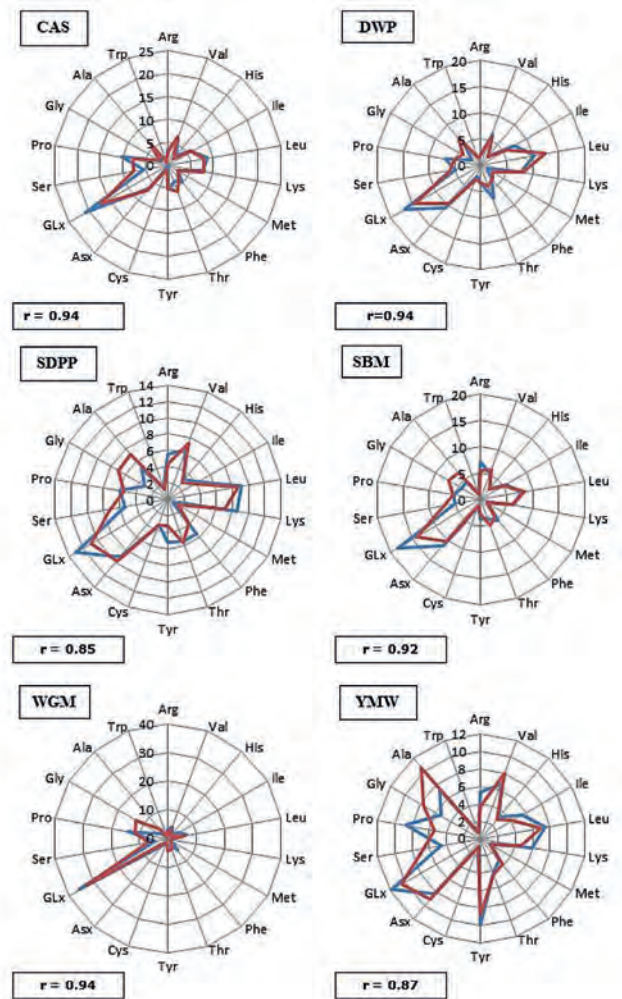 CAS
Arg
Val
His
Ile
Leu
Lys
Met
Phe
Thr
Tyr
Cys
Asx
GLx
Ser
Pro
Gly
Ala
Trp
25
20
15
10
5
0
r = 0.94
DWP
Arg
Val
His
Ile
Leu
Lys
Met
Phe
Thr
Tyr
Cys
Asx
GLx
Ser
Pro
Gly
Ala
Trp
20
15
10
5
0
r=0.94
SDPP
Arg
Val
His
Ile
Leu
Lys
Met
Phe
Thr
Tyr
Cys
Asx
GLx
Ser
Pro
Gly
Ala
Trp
14
12
10
8
6
4
2
0
r = 0.85
SBM
Arg
Val
His
Ile
Leu
Lys
Met
Phe
Thr
Tyr
Cys
Asx
GLx
Ser
Pro
Gly
Ala
Trp
20
15
10
5
0
r = 0.92
WGM
Arg
Val
His
Ile
Leu
Lys
Met
Phe
Thr
Tyr
Cys
Asx
GLx
Ser
Pro
Gly
Ala
Trp
40
30
20
10
0
r = 0.94
YMW
Arg
Val
His
Ile
Leu
Lys
Met
Phe
Thr
Tyr
Cys
Asx
GLx
Ser
Pro
Gly
Ala
Trp
12
10
8
6
4
2
0
r = 0.87